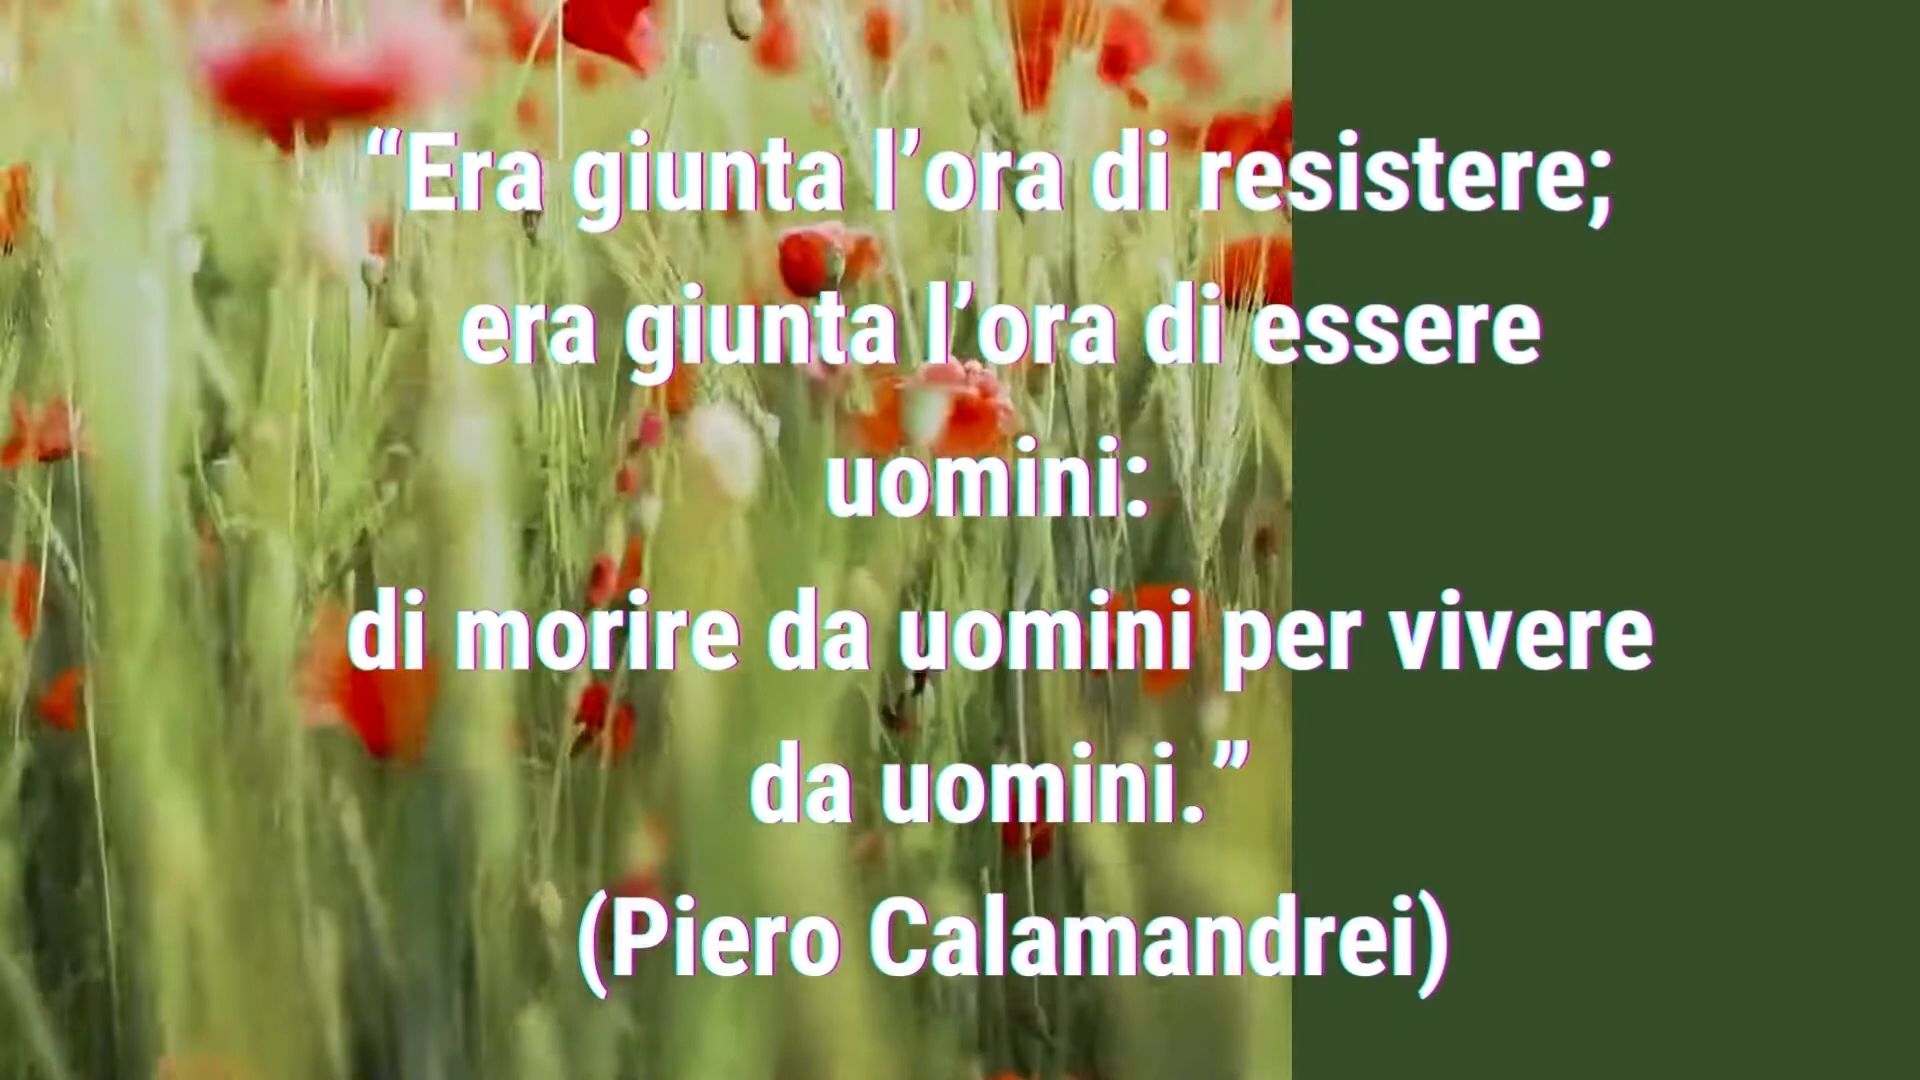 “Era giunta l’ora di resistere;
era giunta l’ora di essere
uomini:
di morire da uomini per vivere
da uomini.”
(Piero Calamandrei)